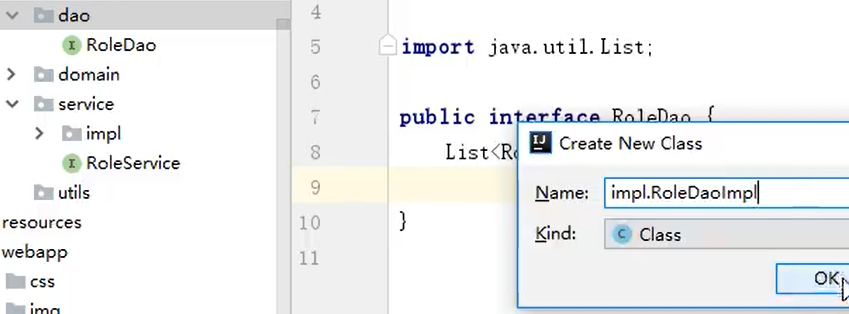 dao
RoleDao
domain
service
impl
RoleService
utils
resources
webapp
css
img
4
5 import java.util.List;
6
7 public interface RoleDao {
8 List<Ro
9
10 }
11
Create New Class
Name: impl.RoleDaoImpl
Kind: Class
OK